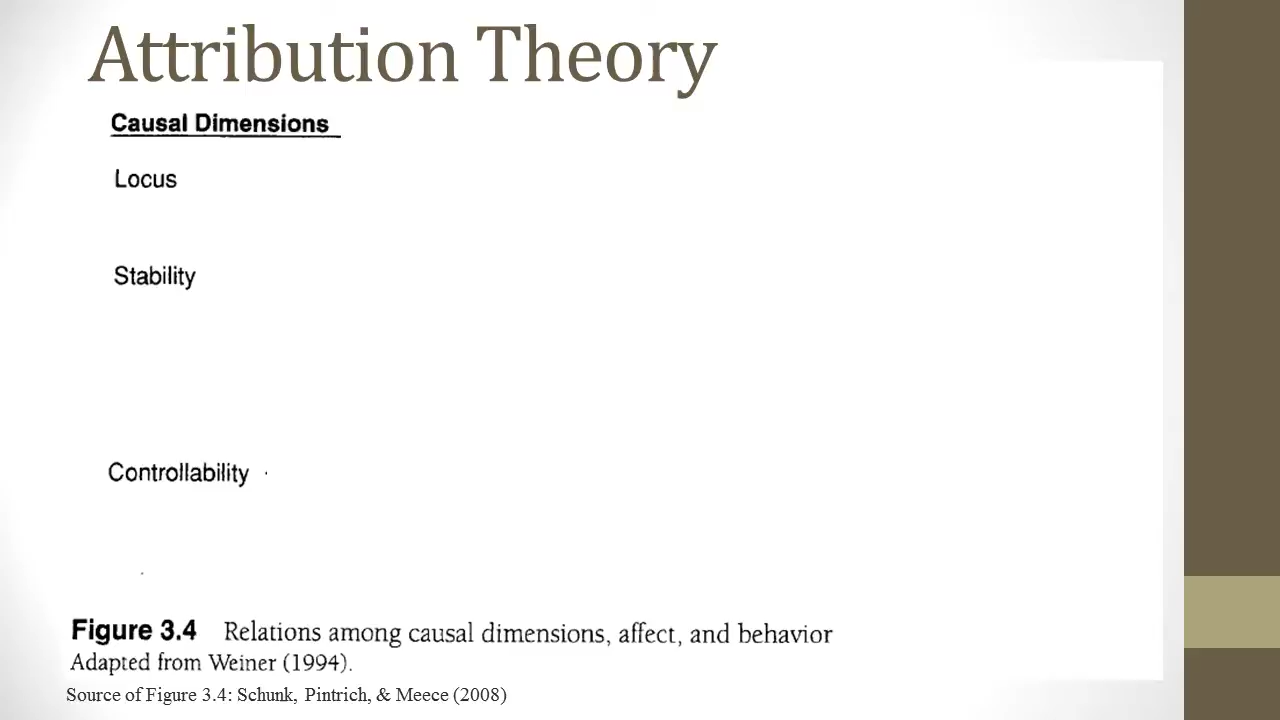 Attribution Theory
Causal Dimensions
Locus
Stability
Controllability
Figure 3.4 Relations among causal dimensions, affect, and behavior
Adapted from Weiner (1994).
Source of Figure 3.4: Schunk, Pintrich, & Meece (2008)